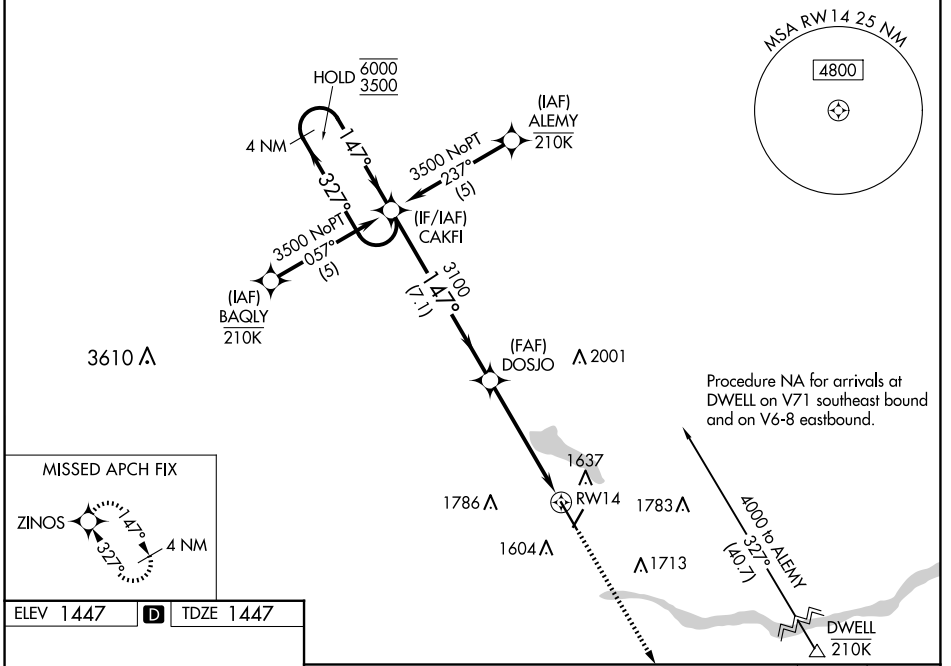 MSA RW14 25 NM
4800
HOLD 6000
3500
4 NM
147°
327°
(IAF)
ALEMY
210K
3500 NoPT
237°
(5)
(IF/IAF)
CAKFI
3500 NoPT
057°
(5)
(IAF)
BAQLY
210K
3100
147°
(7.1)
3610
(FAF)
DOSJO
2001
Procedure NA for arrivals at
DWELL on V71 southeast bound
and on V6-8 eastbound.
1637
RW14
1786
1783
1604
1713
4000 to ALEMY
327°
(40.7)
DWELL
210K
MISSED APCH FIX
ZINOS
147°
327°
4 NM
ELEV 1447 D TDZE 1447